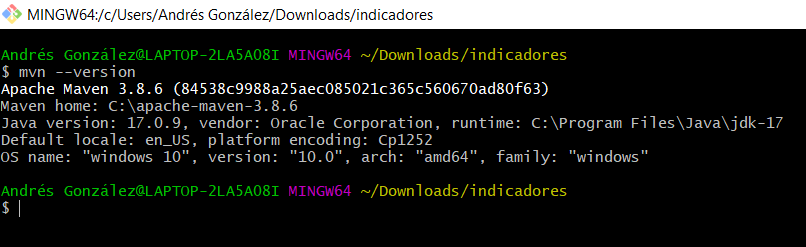 MINGW64:/c/Users/Andrés González/Downloads/indicadores
Andrés González@LAPTOP-2LA5A08I MINGW64 ~/Downloads/indicadores
$ mvn --version
Apache Maven 3.8.6 (84538c9988a25aec085021c365c560670ad80f63)
Maven home: C:\apache-maven-3.8.6
Java version: 17.0.9, vendor: Oracle Corporation, runtime: C:\Program Files\Java\jdk-17
Default locale: en_US, platform encoding: Cp1252
OS name: "windows 10", version: "10.0", arch: "amd64", family: "windows"
Andrés González@LAPTOP-2LA5A08I MINGW64 ~/Downloads/indicadores
$